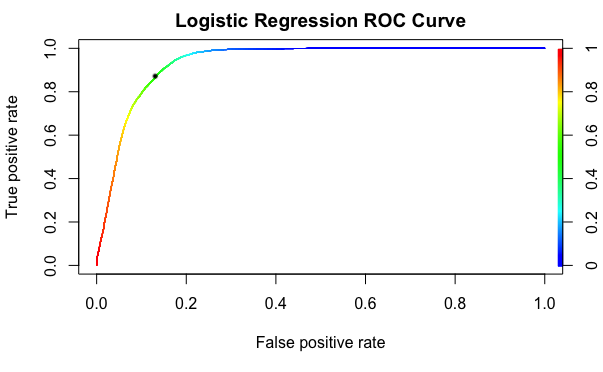 Logistic Regression ROC Curve
True positive rate
0.0 0.2 0.4 0.6 0.8 1.0
0.0 0.2 0.4 0.6 0.8 1.0
False positive rate
0 0.2 0.4 0.6 0.8 1